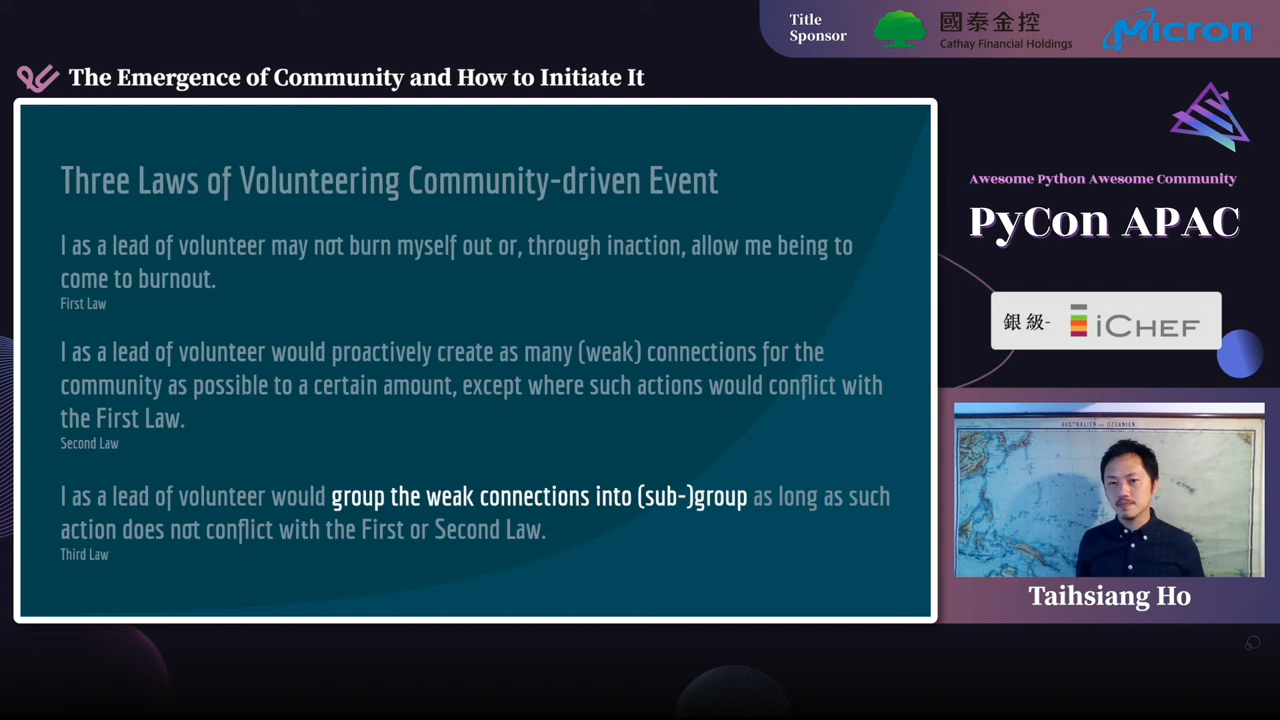 Title
Sponsor
國泰金控
Cathay Financial Holdings
Micron
The Emergence of Community and How to Initiate It
Three Laws of Volunteering Community-driven Event
I as a lead of volunteer may not burn myself out or, through inaction, allow me being to
come to burnout.
First Law
I as a lead of volunteer would proactively create as many (weak) connections for the
community as possible to a certain amount, except where such actions would conflict with
the First Law.
Second Law
I as a lead of volunteer would group the weak connections into (sub-)group as long as such
action does not conflict with the First or Second Law.
Third Law
Awesome Python Awesome Community
PyCon APAC
銀級- iCHEF
AUSTRALIEN UND OZEANIEN.
Taihsiang Ho